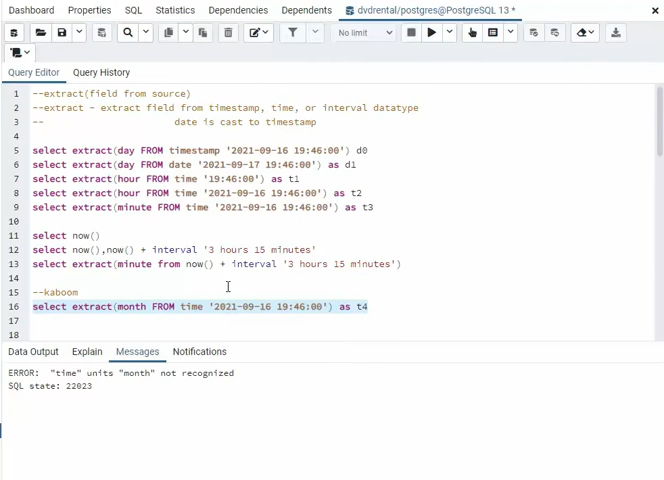 Dashboard Properties SQL Statistics Dependencies Dependents dvdrental/postgres@PostgreSQL 13 *
No limit
Query Editor Query History
1 --extract(field from source)
2 --extract - extract field from timestamp, time, or interval datatype
3 -- date is cast to timestamp
4
5 select extract(day FROM timestamp '2021-09-16 19:46:00') d0
6 select extract(day FROM date '2021-09-17 19:46:00') as d1
7 select extract(hour FROM time '19:46:00') as t1
8 select extract(hour FROM time '2021-09-16 19:46:00') as t2
9 select extract(minute FROM time '2021-09-16 19:46:00') as t3
10
11 select now()
12 select now(),now() + interval '3 hours 15 minutes'
13 select extract(minute from now() + interval '3 hours 15 minutes')
14
15 --kaboom
16 select extract(month FROM time '2021-09-16 19:46:00') as t4
17
18
Data Output Explain Messages Notifications
ERROR: "time" units "month" not recognized
SQL state: 22023